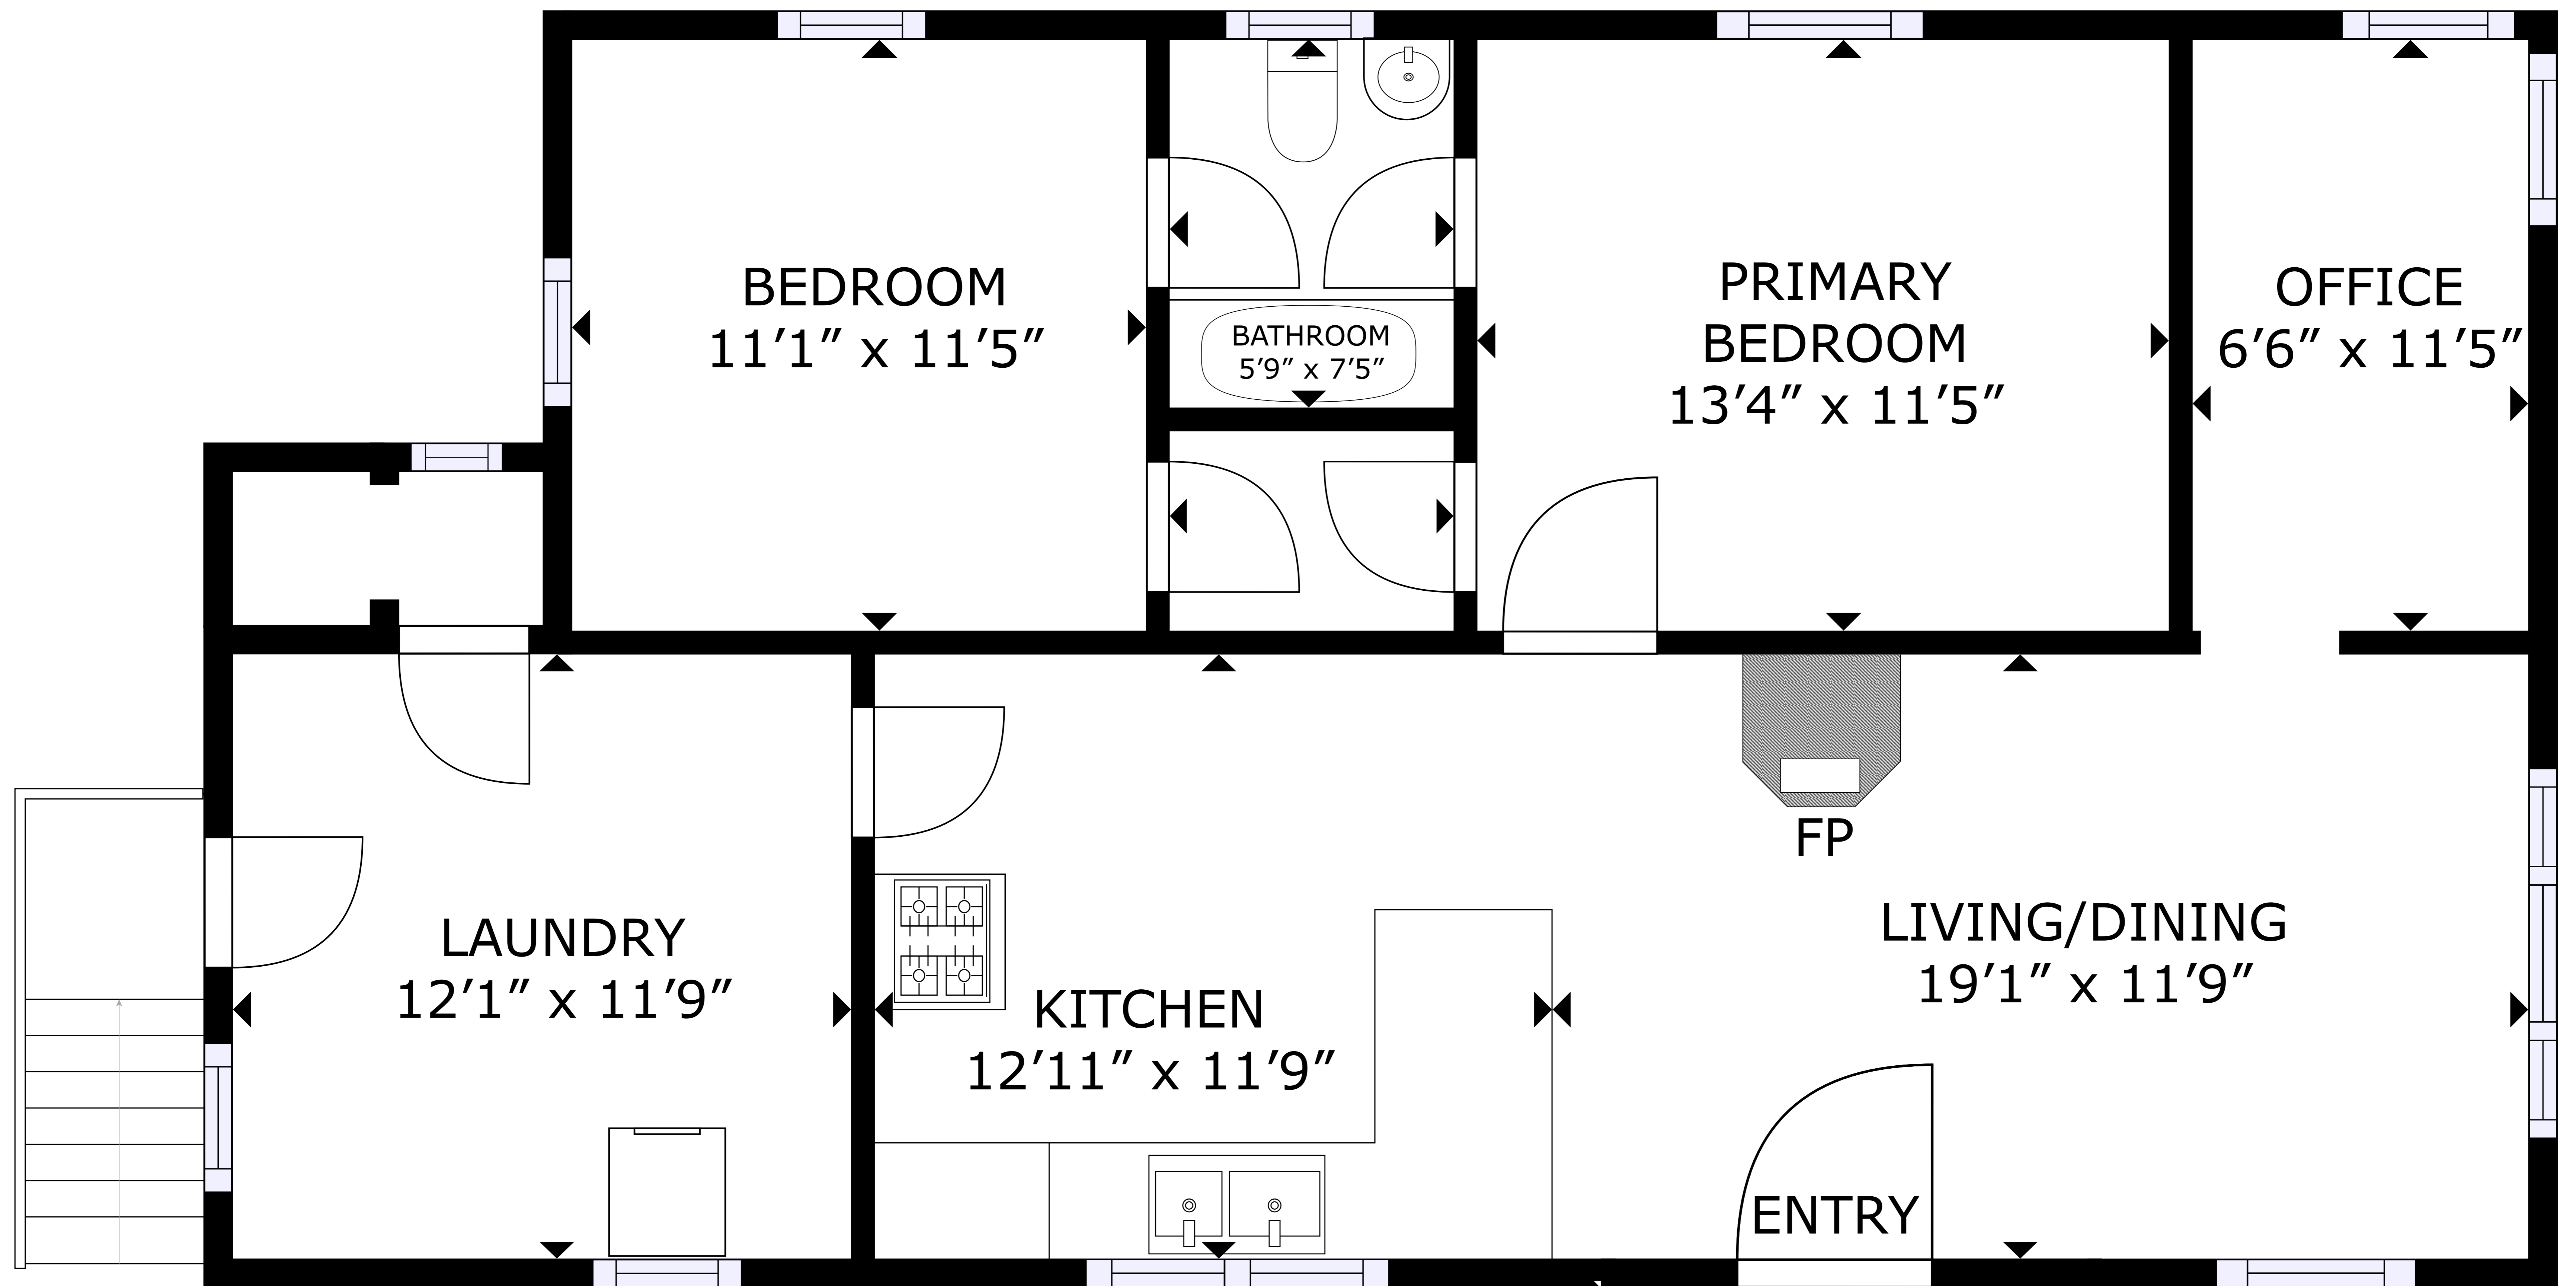 BEDROOM
11′1″ x 11′5″
BATHROOM
5′9″ x 7′5″
PRIMARY
BEDROOM
13′4″ x 11′5″
OFFICE
6′6″ x 11′5″
FP
LAUNDRY
12′1″ x 11′9″
KITCHEN
12′11″ x 11′9″
LIVING/DINING
19′1″ x 11′9″
ENTRY